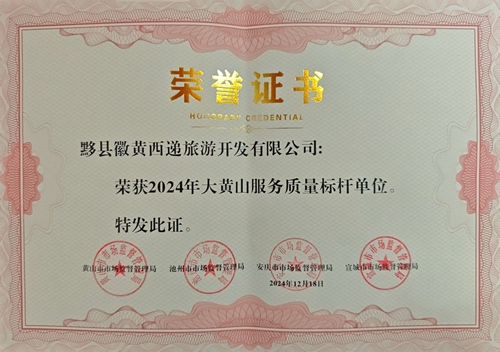 荣誉证书
HONORARY CREDENTIAL
黟县徽黄西递旅游开发有限公司:
荣获2024年大黄山服务质量标杆单位。
特发此证。
黄山市市场监督管理局 池州市市场监督管理局 安庆市市场监督管理局 宣城市市场监督管理局
2024年12月18日